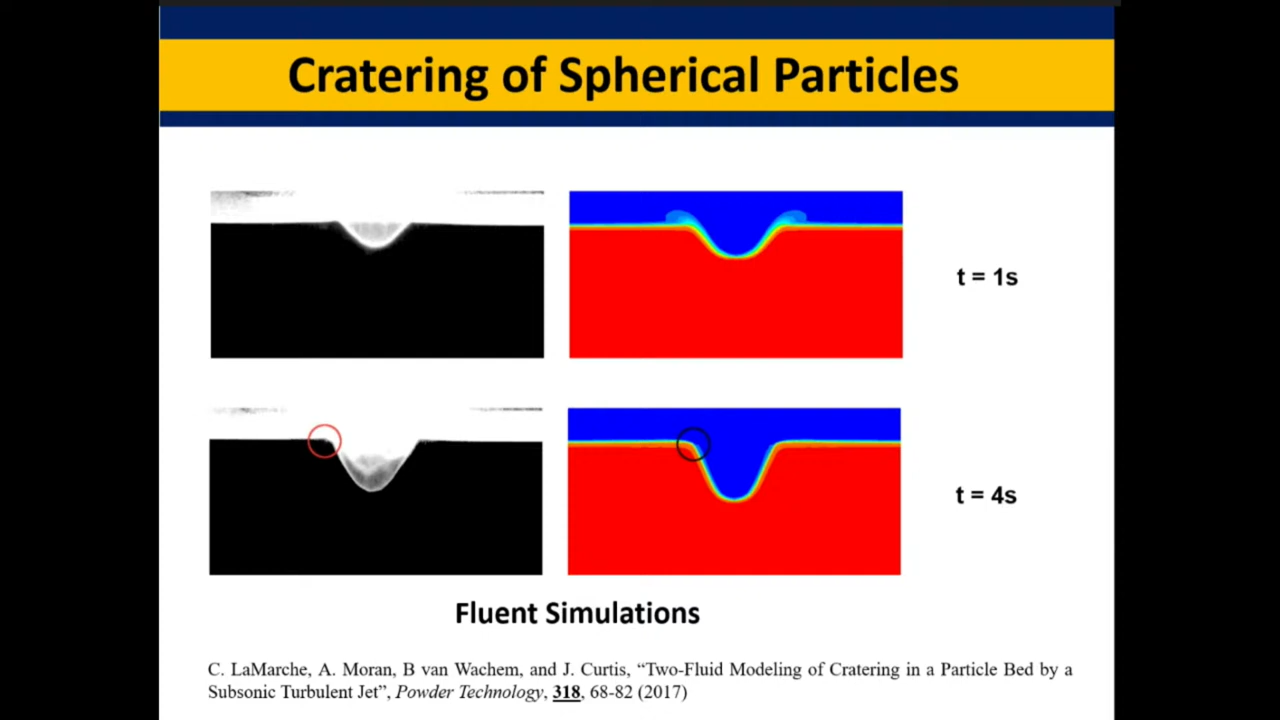 Cratering of Spherical Particles
t = 1s
t = 4s
Fluent Simulations
C. LaMarche, A. Moran, B van Wachem, and J. Curtis, “Two-Fluid Modeling of Cratering in a Particle Bed by a
Subsonic Turbulent Jet”, Powder Technology, 318, 68-82 (2017)